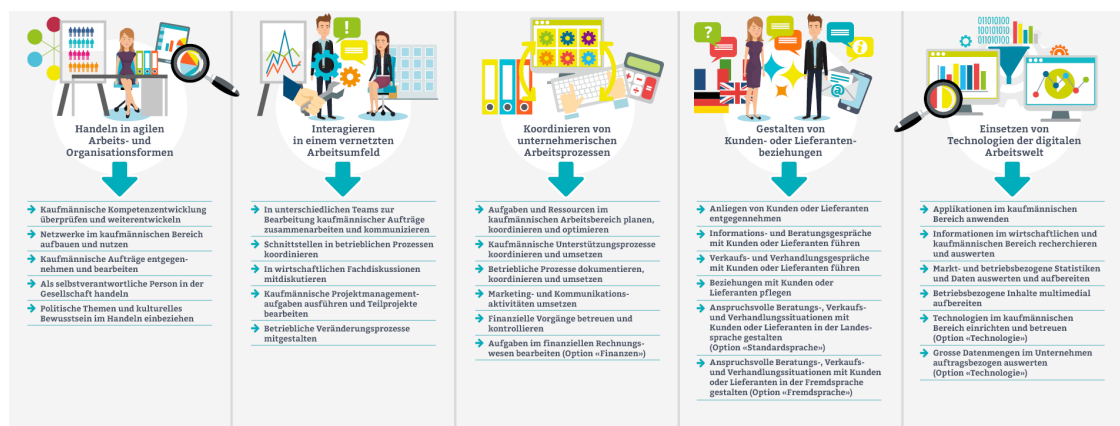 Handeln in agilen
Arbeits- und
Organisationsformen
Kaufmännische Kompetenzentwicklung
überprüfen und weiterentwickeln
Netzwerke im kaufmännischen Bereich
aufbauen und nutzen
Kaufmännische Aufträge entgegen-
nehmen und bearbeiten
Als selbstverantwortliche Person in der
Gesellschaft handeln
Politische Themen und kulturelles
Bewusstsein im Handeln einbeziehen
!
Interagieren
in einem vernetzten
Arbeitsumfeld
In unterschiedlichen Teams zur
Bearbeitung kaufmännischer Aufträge
zusammenarbeiten und kommunizieren
Schnittstellen in betrieblichen Prozessen
koordinieren
In wirtschaftlichen Fachdiskussionen
mitdiskutieren
Kaufmännische Projektmanagement-
aufgaben ausführen und Teilprojekte
bearbeiten
Betriebliche Veränderungsprozesse
mitgestalten
Koordinieren von
unternehmerischen
Arbeitsprozessen
Aufgaben und Ressourcen im
kaufmännischen Arbeitsbereich planen,
koordinieren und optimieren
Kaufmännische Unterstützungsprozesse
koordinieren und umsetzen
Betriebliche Prozesse dokumentieren,
koordinieren und umsetzen
Marketing- und Kommunikations-
aktivitäten umsetzen
Finanzielle Vorgänge betreuen und
kontrollieren
Aufgaben im finanziellen Rechnungs-
wesen bearbeiten (Option «Finanzen»)
?
i
@
Gestalten von
Kunden- oder Lieferanten-
beziehungen
Anliegen von Kunden oder Lieferanten
entgegennehmen
Informations- und Beratungsgespräche
mit Kunden oder Lieferanten führen
Verkaufs- und Verhandlungsgespräche
mit Kunden oder Lieferanten führen
Beziehungen mit Kunden oder
Lieferanten pflegen
Anspruchsvolle Beratungs-, Verkaufs-
und Verhandlungssituationen mit
Kunden oder Lieferanten in der Landes-
sprache gestalten
(Option «Standardsprache»)
Anspruchsvolle Beratungs-, Verkaufs-
und Verhandlungssituationen mit Kunden
oder Lieferanten in der Fremdsprache
gestalten (Option «Fremdsprache»)
011010100
01010100
011010100
Einsetzen von
Technologien der digitalen
Arbeitswelt
Applikationen im kaufmännischen
Bereich anwenden
Informationen im wirtschaftlichen und
kaufmännischen Bereich recherchieren
und auswerten
Markt- und betriebsbezogene Statistiken
und Daten auswerten und aufbereiten
Betriebsbezogene Inhalte multimedial
aufbereiten
Technologien im kaufmännischen
Bereich einrichten und betreuen
(Option «Technologie»)
Grosse Datenmengen im Unternehmen
auftragsbezogen auswerten
(Option «Technologie»)